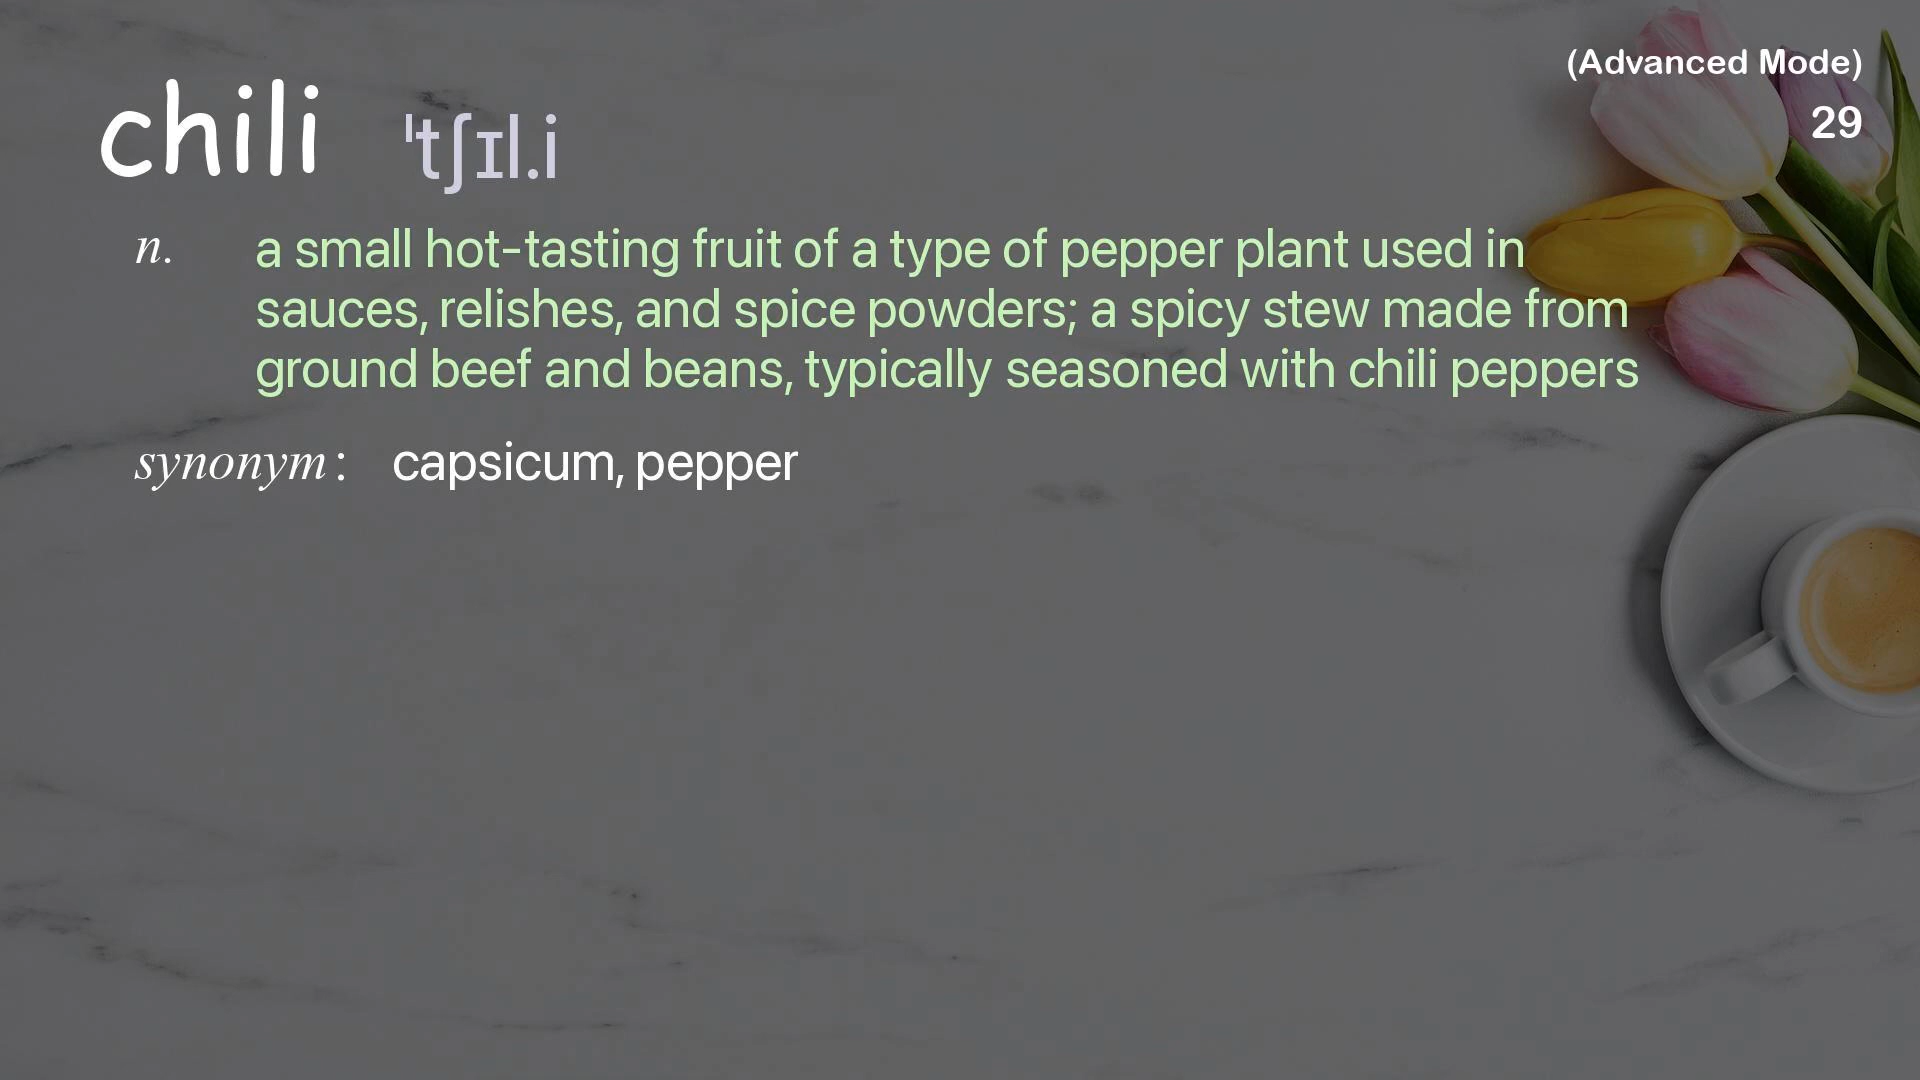 (Advanced Mode)
29
chili ˈtʃɪl.i
n. a small hot-tasting fruit of a type of pepper plant used in
sauces, relishes, and spice powders; a spicy stew made from
ground beef and beans, typically seasoned with chili peppers
synonym: capsicum, pepper